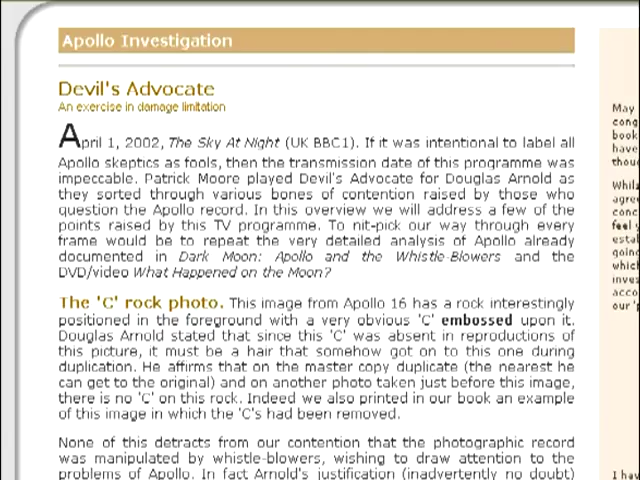 Apollo Investigation
Devil's Advocate
An exercise in damage limitation
April 1, 2002, The Sky At Night (UK BBC1). If it was intentional to label all
Apollo skeptics as fools, then the transmission date of this programme was
impeccable. Patrick Moore played Devil's Advocate for Douglas Arnold as
they sorted through various bones of contention raised by those who
question the Apollo record. In this overview we will address a few of the
points raised by this TV programme. To nit-pick our way through every
frame would be to repeat the very detailed analysis of Apollo already
documented in Dark Moon: Apollo and the Whistle-Blowers and the
DVD/video What Happened on the Moon?
The 'C' rock photo. This image from Apollo 16 has a rock interestingly
positioned in the foreground with a very obvious 'C' embossed upon it.
Douglas Arnold stated that since this 'C' was absent in reproductions of
this picture, it must be a hair that somehow got on to this one during
duplication. He affirms that on the master copy duplicate (the nearest he
can get to the original) and on another photo taken just before this image,
there is no 'C' on this rock. Indeed we also printed in our book an example
of this image in which the 'C's had been removed.
None of this detracts from our contention that the photographic record
was manipulated by whistle-blowers, wishing to draw attention to the
problems of Apollo. In fact Arnold's justification (inadvertently no doubt)
May
book
have
feel
which
our
I hav